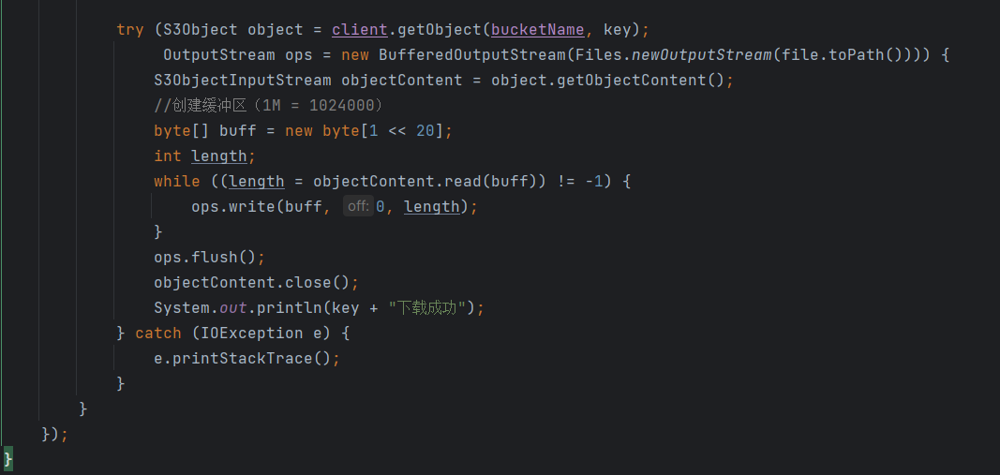 try (S3Object object = client.getObject(bucketName, key);
OutputStream ops = new BufferedOutputStream(Files.newOutputStream(file.toPath()))) {
S3ObjectInputStream objectContent = object.getObjectContent();
//创建缓冲区（1M = 1024000）
byte[] buff = new byte[1 << 20];
int length;
while ((length = objectContent.read(buff)) != -1) {
ops.write(buff, off: 0, length);
}
ops.flush();
objectContent.close();
System.out.println(key + "下载成功");
} catch (IOException e) {
e.printStackTrace();
}
}
});
}